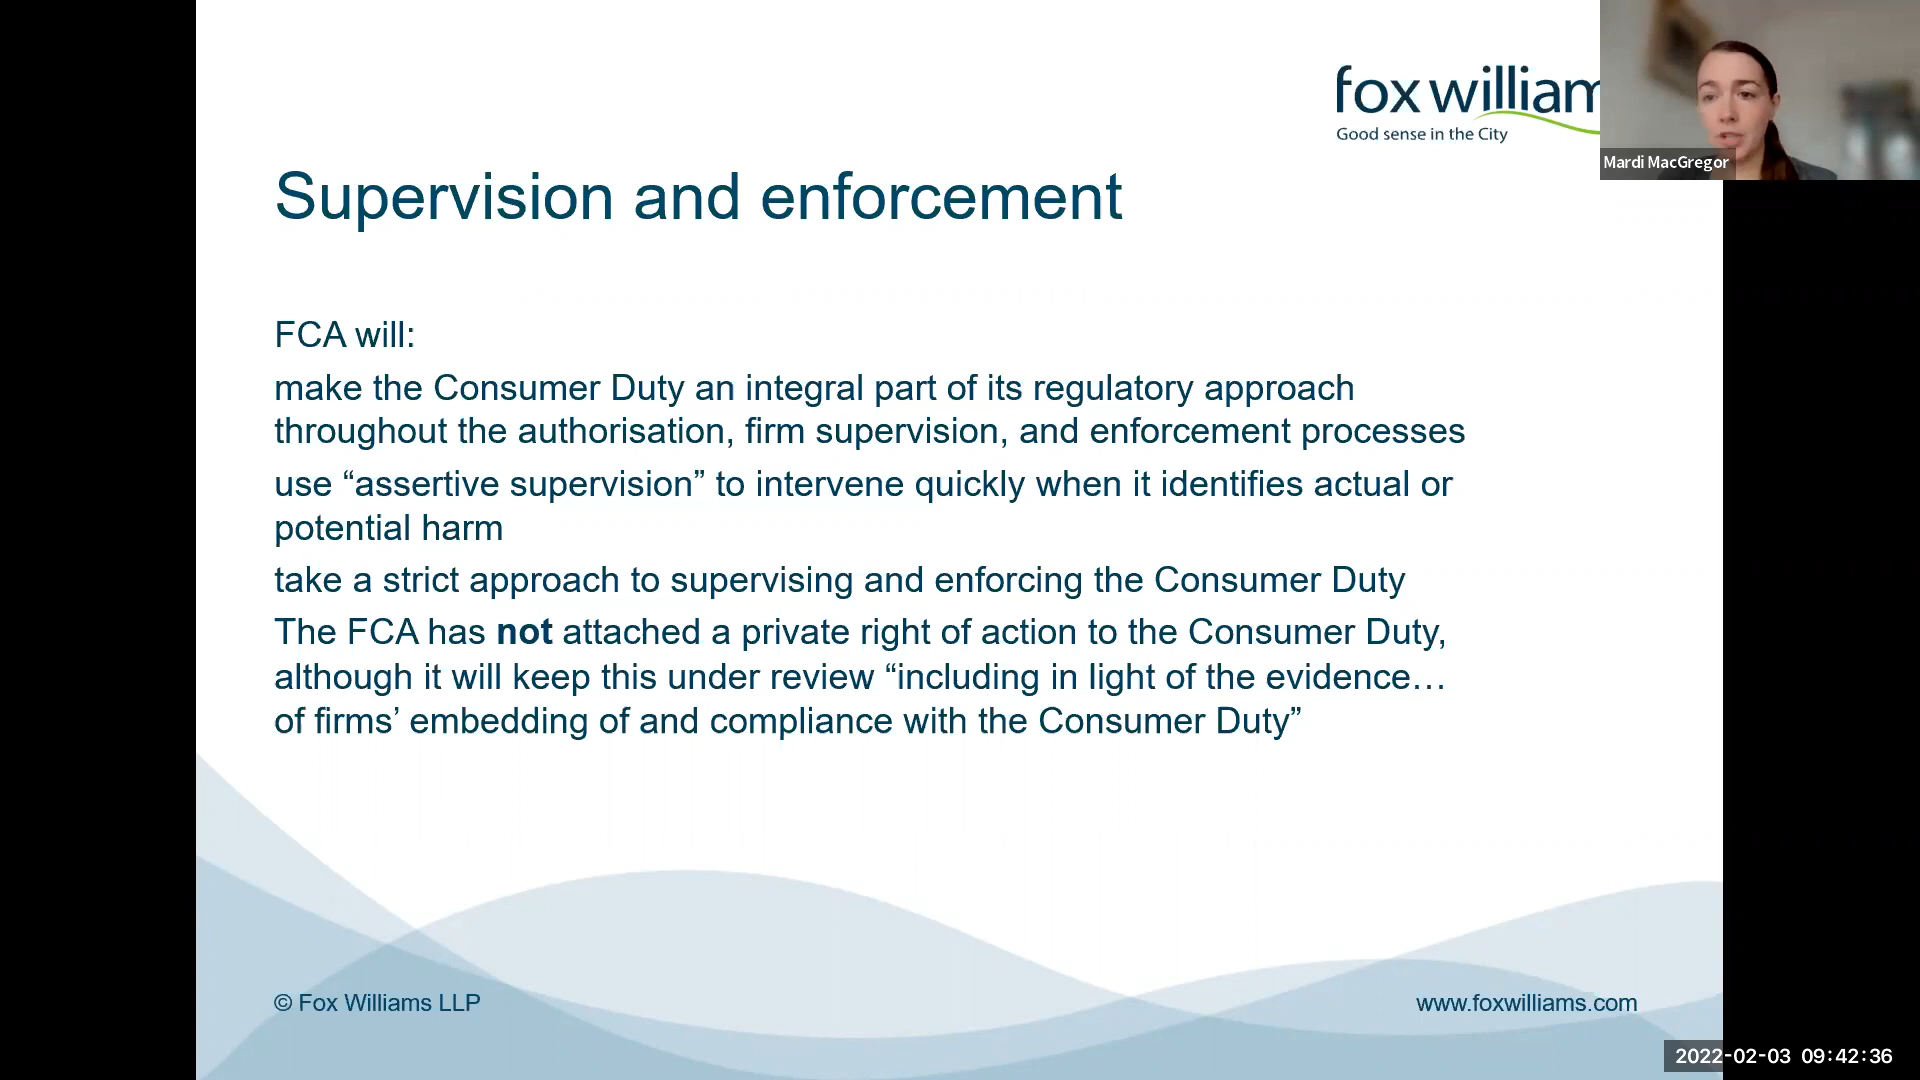 fox william
Good sense in the City
Mardi MacGregor
Supervision and enforcement
FCA will:
make the Consumer Duty an integral part of its regulatory approach
throughout the authorisation, firm supervision, and enforcement processes
use “assertive supervision” to intervene quickly when it identifies actual or
potential harm
take a strict approach to supervising and enforcing the Consumer Duty
The FCA has not attached a private right of action to the Consumer Duty,
although it will keep this under review “including in light of the evidence…
of firms’ embedding of and compliance with the Consumer Duty”
© Fox Williams LLP
www.foxwilliams.com
2022-02-03 09:42:36